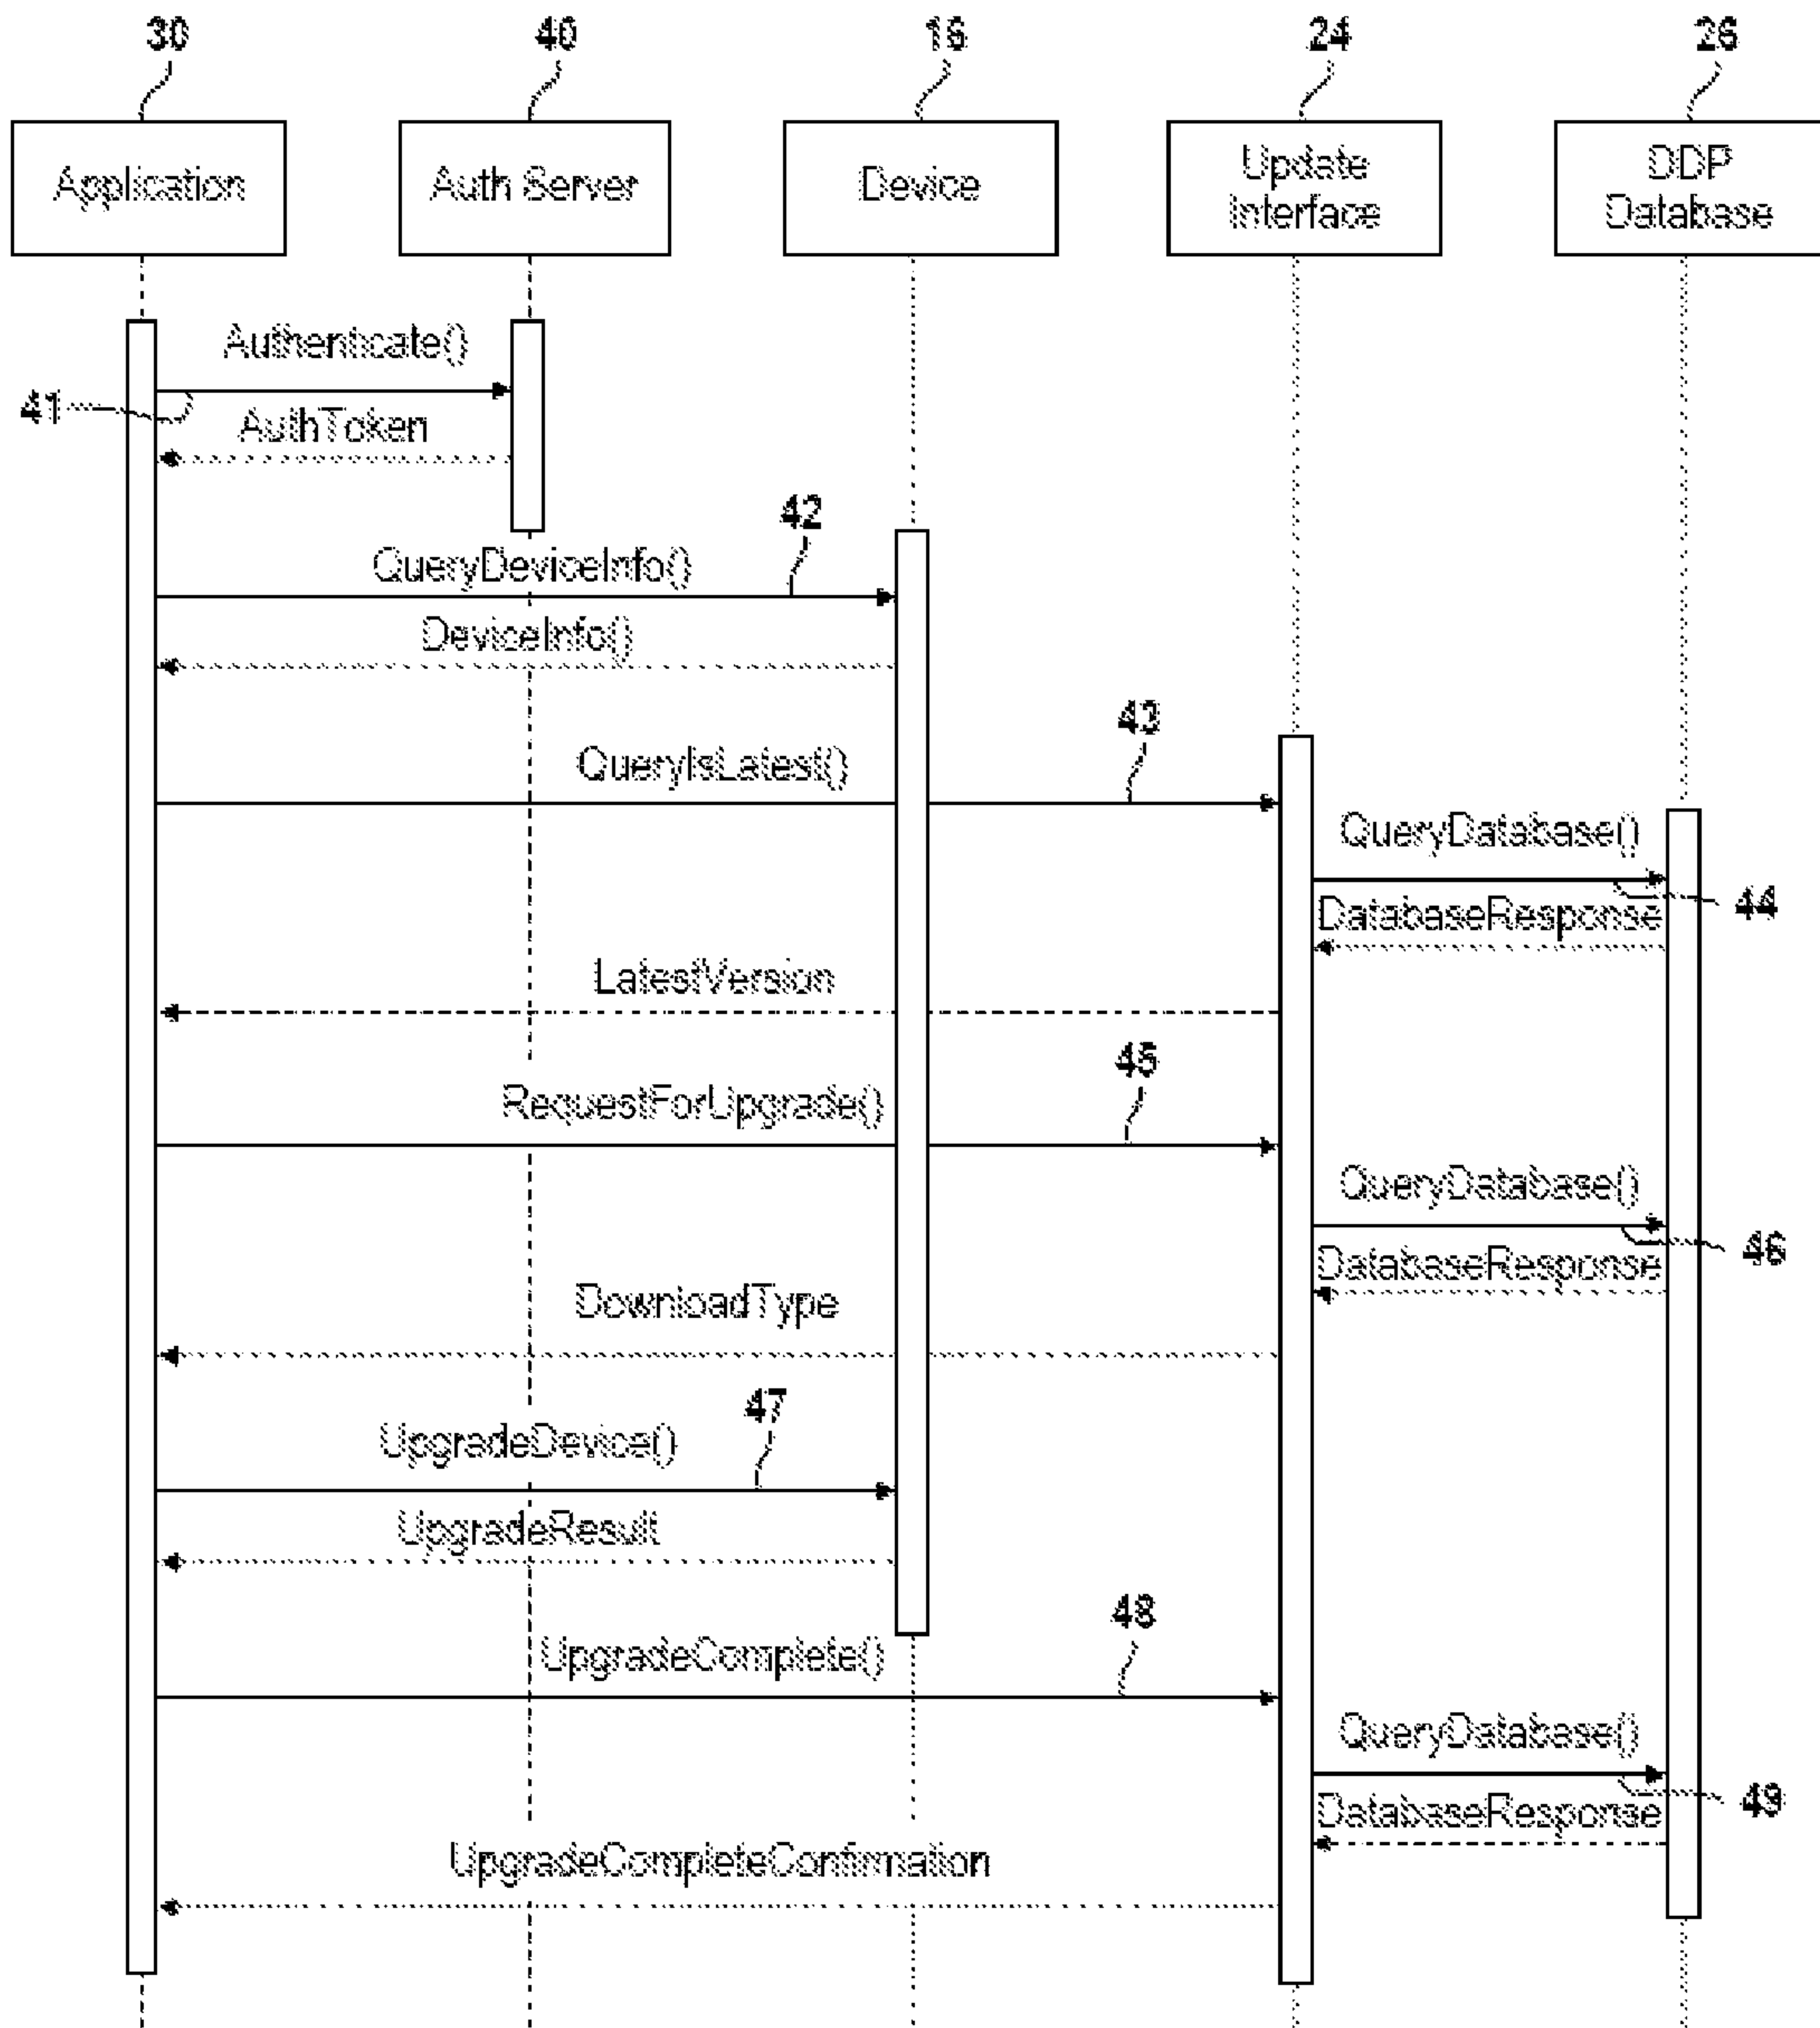 30 40 16 24 26
Application
Auth Server
Device
Update
Interface
DDP
Database
Authenticate()
41
AuthToken
42
QueryDeviceInfo()
DeviceInfo()
43
QueryIsLatest()
QueryDatabase()
44
DatabaseResponse
LatestVersion
45
RequestForUpgrade()
QueryDatabase()
46
DatabaseResponse
DownloadType
47
UpgradeDevice()
UpgradeResult
48
UpgradeComplete()
QueryDatabase()
49
DatabaseResponse
UpgradeCompleteConfirmation